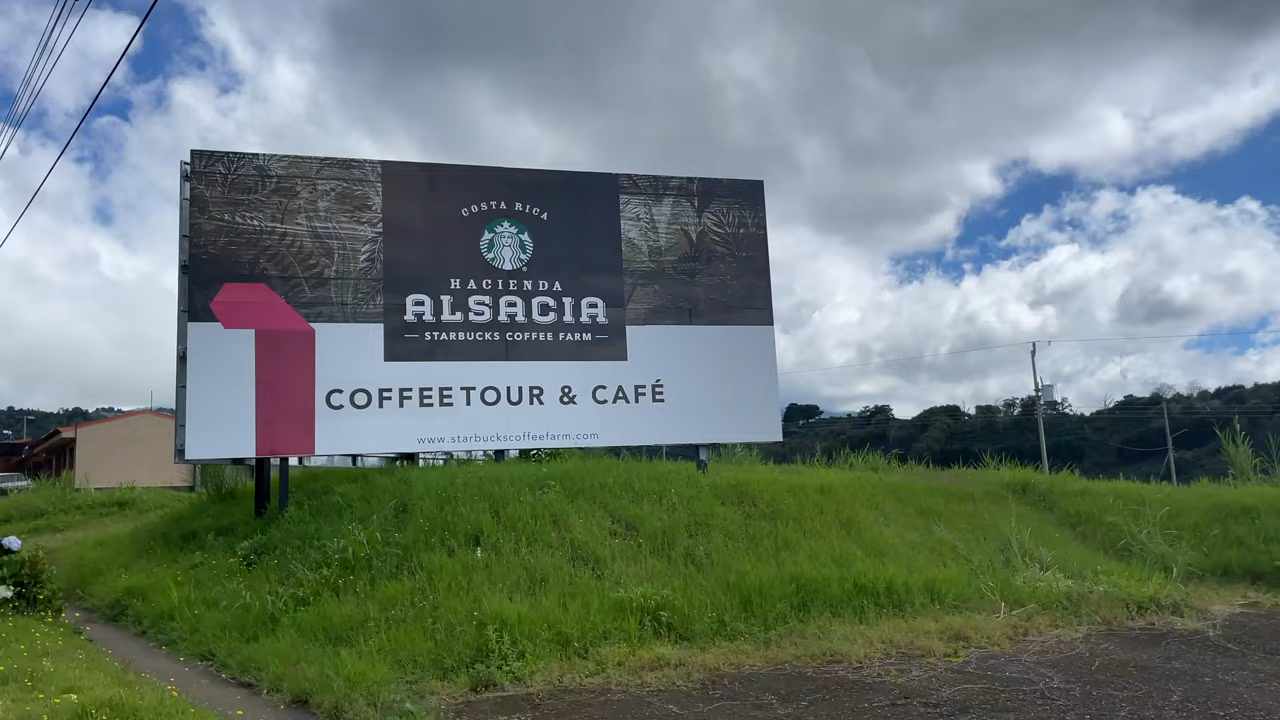 COSTA RICA
HACIENDA
ALSACIA
— STARBUCKS COFFEE FARM —
COFFEETOUR & CAFÉ
www.starbuckscoffeefarm.com